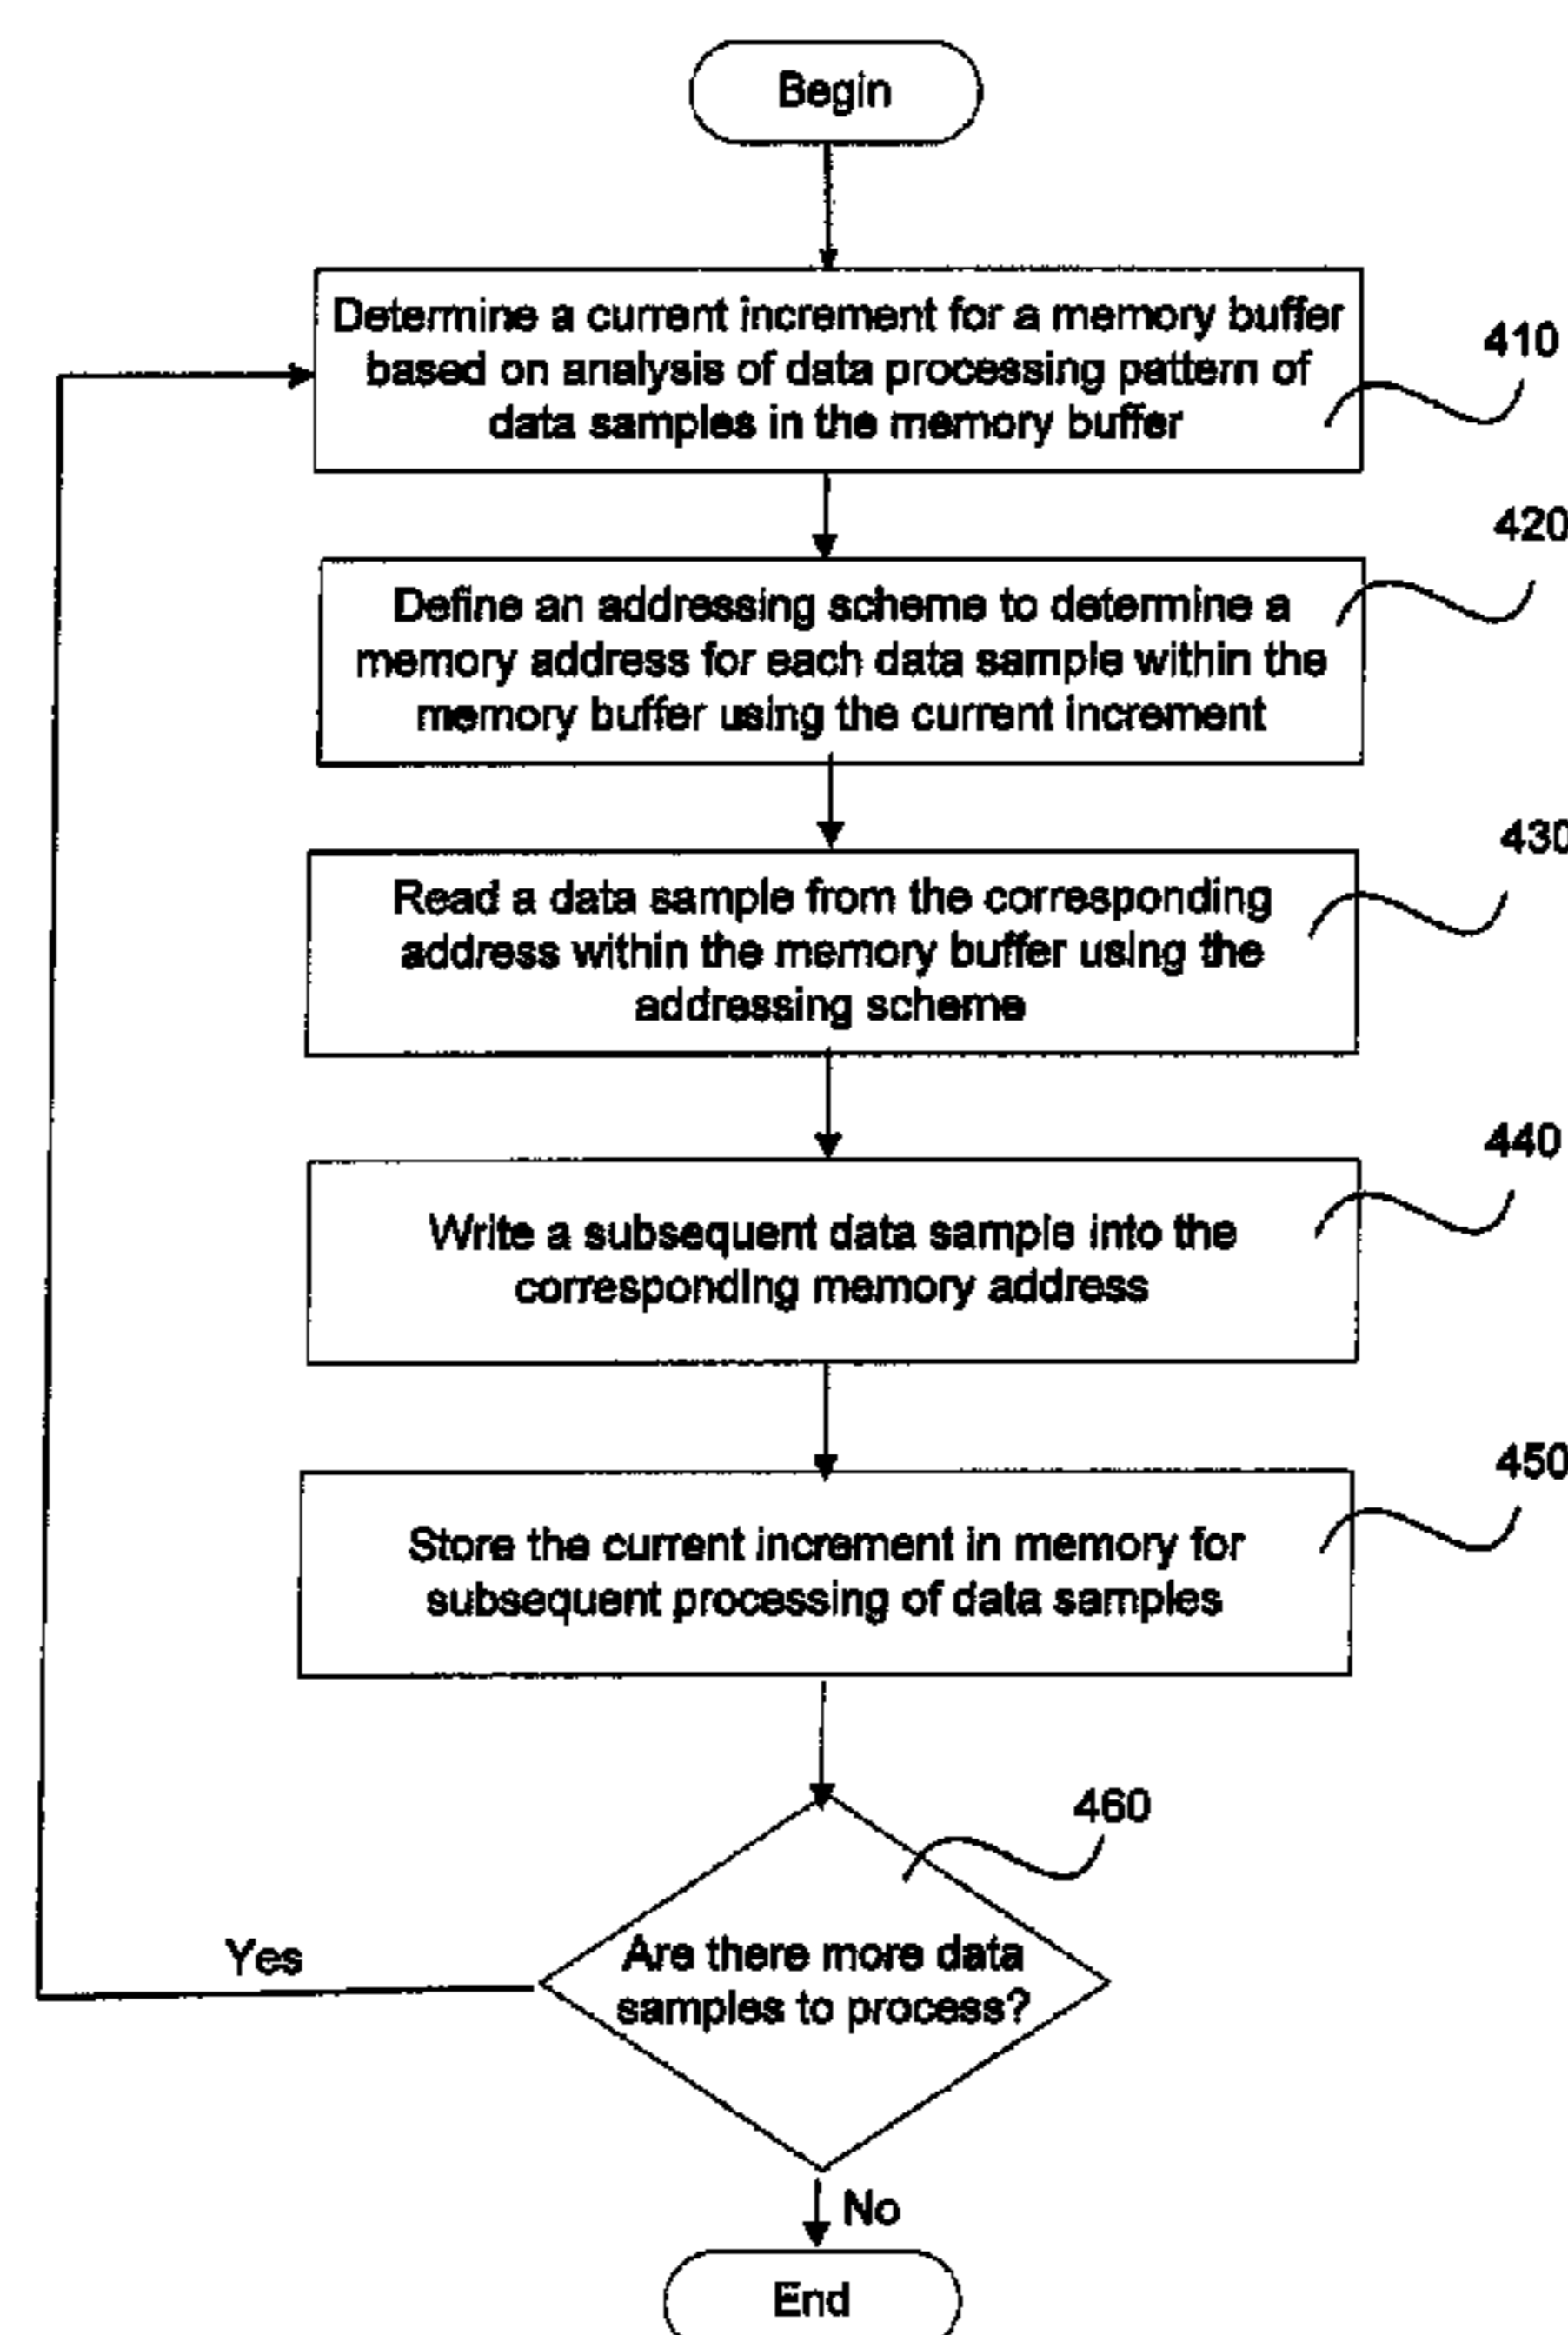 Begin
Determine a current increment for a memory buffer
based on analysis of data processing pattern of
data samples in the memory buffer
410
Define an addressing scheme to determine a
memory address for each data sample within the
memory buffer using the current increment
420
Read a data sample from the corresponding
address within the memory buffer using the
addressing scheme
430
Write a subsequent data sample into the
corresponding memory address
440
Store the current increment in memory for
subsequent processing of data samples
450
460
Are there more data
samples to process?
Yes
No
End